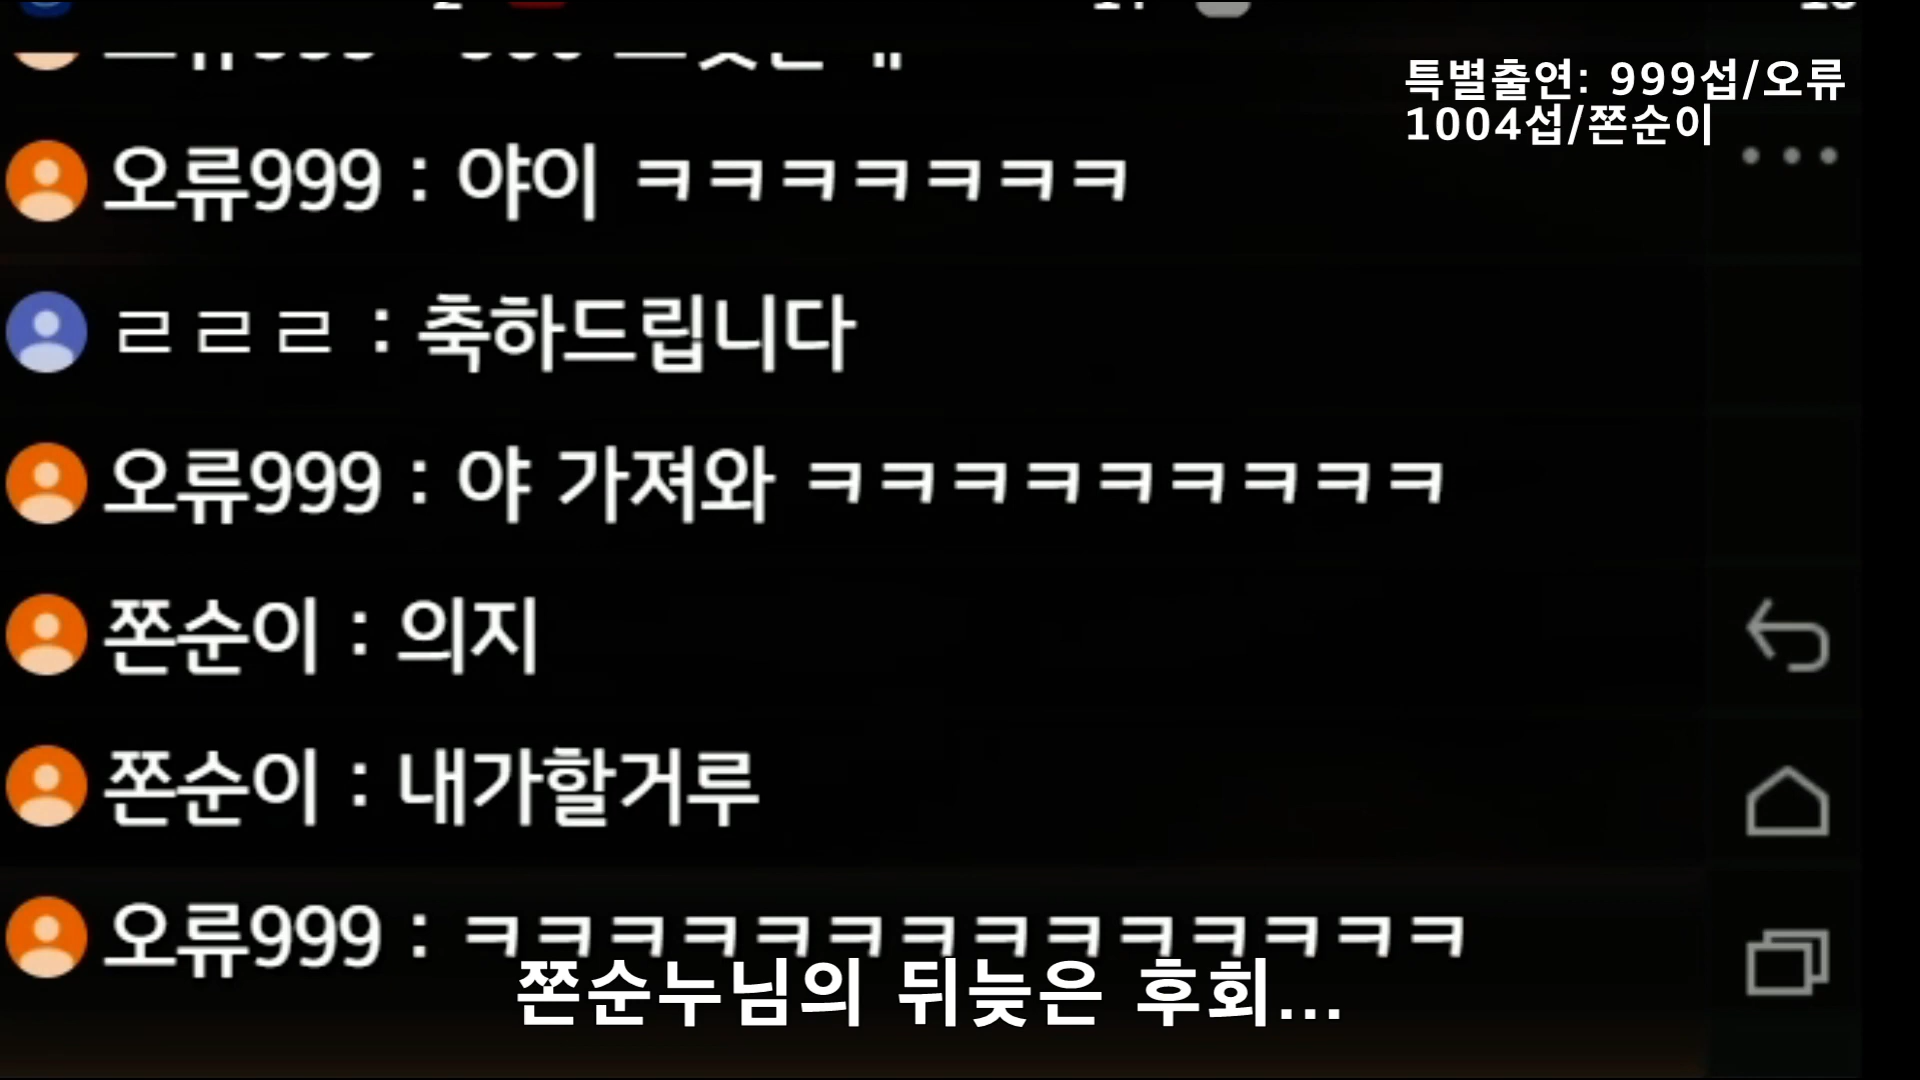 특별출연: 999섭/오류
1004섭/쫀순이
오류999 : 야이 ㅋㅋㅋㅋㅋㅋㅋ
ㄹㄹㄹ : 축하드립니다
오류999 : 야 가져와 ㅋㅋㅋㅋㅋㅋㅋㅋㅋ
쫀순이 : 의지
쫀순이 : 내가할거루
오류999 : ㅋㅋㅋㅋㅋㅋㅋㅋㅋㅋㅋㅋㅋㅋ
쫀순누님의 뒤늦은 후회...